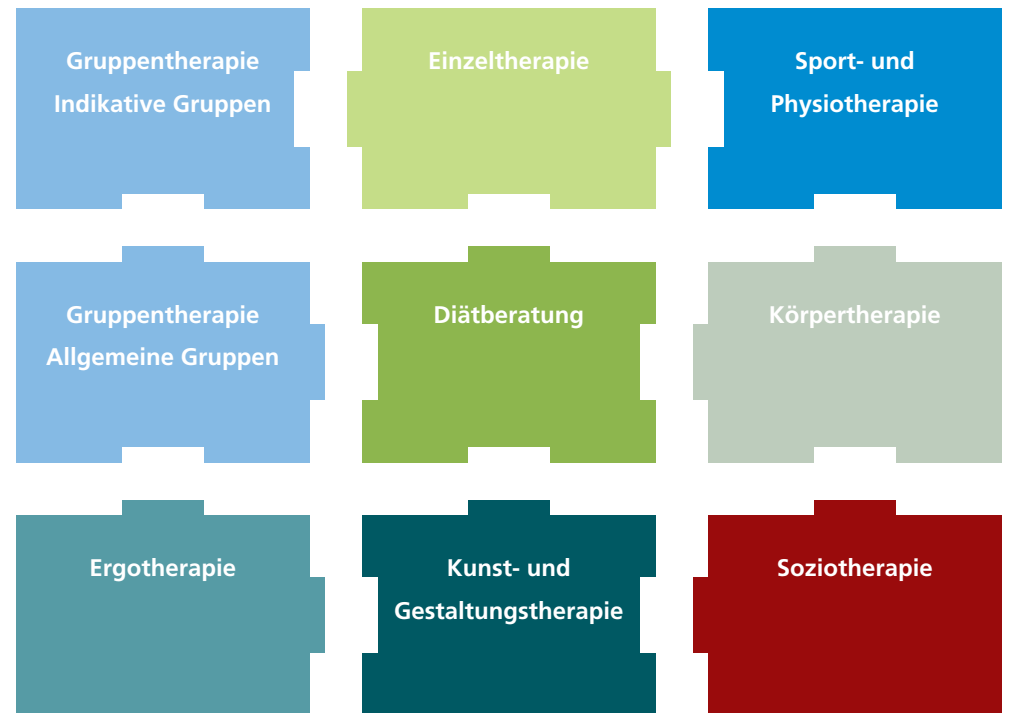 Gruppentherapie
Indikative Gruppen
Einzeltherapie
Sport- und
Physiotherapie
Gruppentherapie
Allgemeine Gruppen
Diätberatung
Körpertherapie
Ergotherapie
Kunst- und
Gestaltungstherapie
Soziotherapie